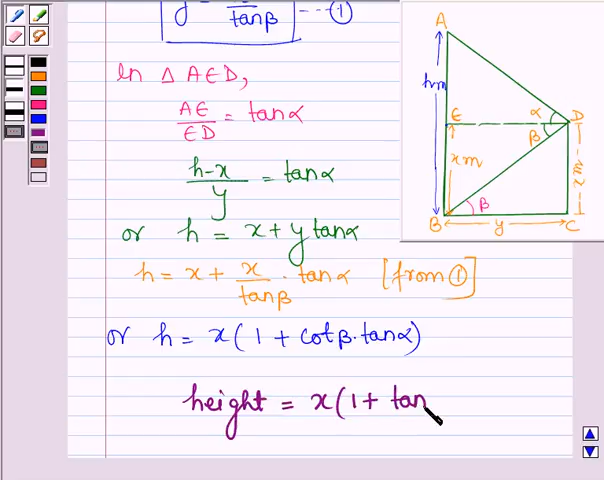 y = x/tanβ ---①
In Δ AED,
AE/ED = tanα
h-x/y = tanα
or h = x + y tanα
h = x + x/tanβ . tanα [from ①]
or h = x(1 + cotβ.tanα)
height = x(1 + tan
A
hm
E α D
β
xm xm
B β y C